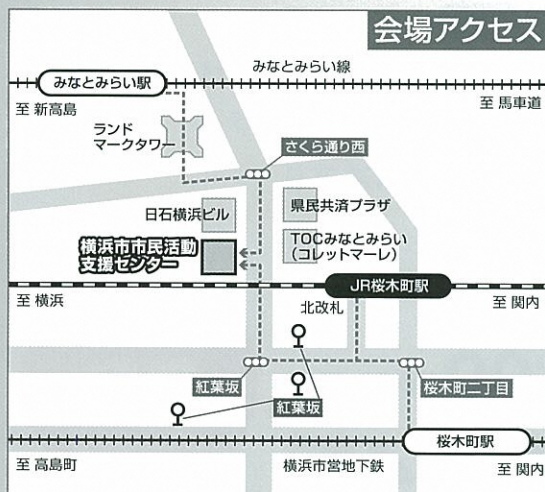 会場アクセス
みなとみらい線
みなとみらい駅
至 新高島
至 馬車道
ランド
マークタワー
さくら通り西
日石横浜ビル
県民共済プラザ
TOCみなとみらい
(コレットマーレ)
横浜市市民活動
支援センター
JR桜木町駅
至 横浜
北改札
至 関内
紅葉坂
紅葉坂
桜木町二丁目
桜木町駅
至 高島町
横浜市営地下鉄
至 関内